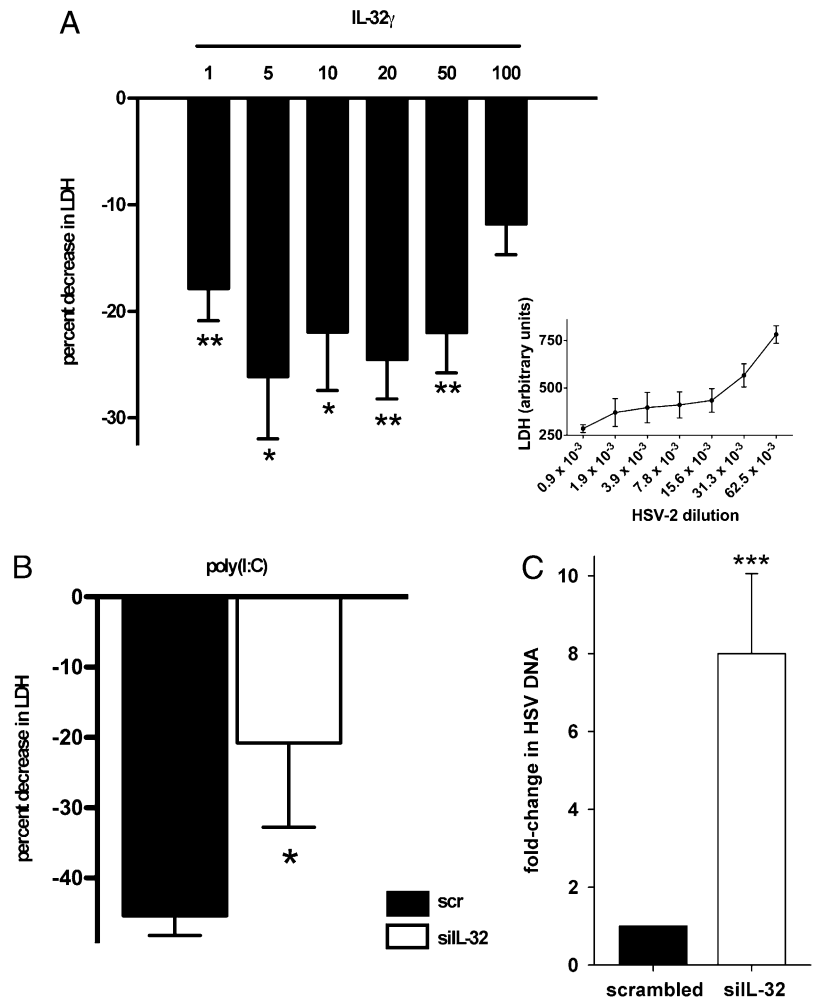 A
IL-32γ
1 5 10 20 50 100
0
-10
-20
-30
percent decrease in LDH
** * * ** **
LDH (arbitrary units)
750
500
250
0.9 x 10-3 1.9 x 10-3 3.9 x 10-3 7.8 x 10-3 15.6 x 10-3 31.3 x 10-3 62.5 x 10-3
HSV-2 dilution
B
poly(I:C)
0
-10
-20
-30
-40
percent decrease in LDH
*
scr
siIL-32
C
***
10
8
6
4
2
0
fold-change in HSV DNA
scrambled siIL-32